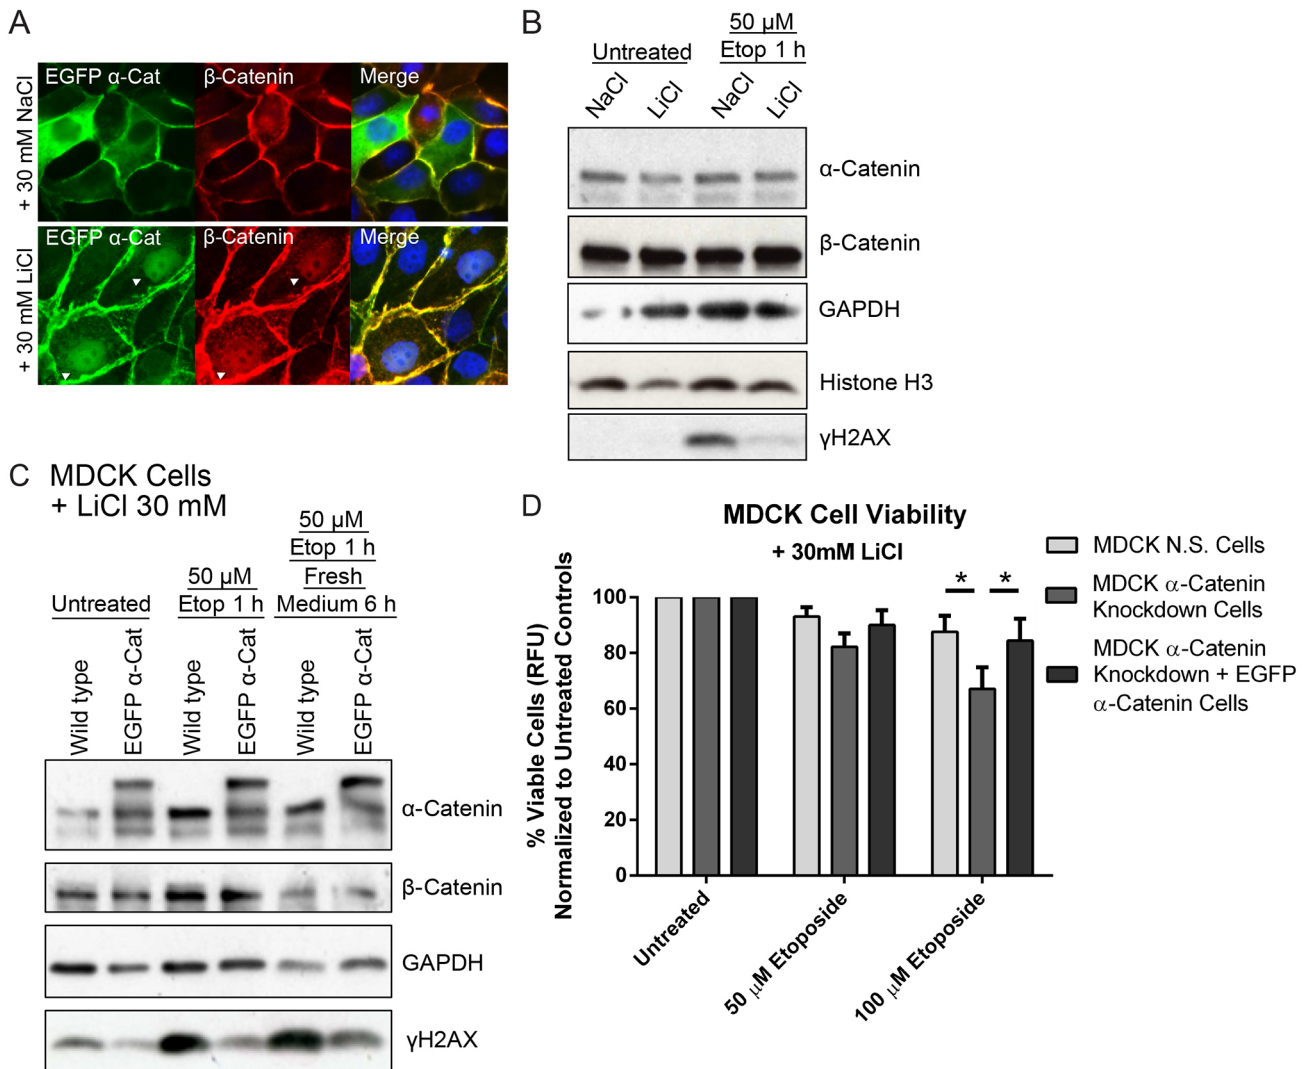 A
+ 30 mM NaCl
EGFP α-Cat
β-Catenin
Merge
+ 30 mM LiCl
EGFP α-Cat
β-Catenin
Merge
B
50 µM
Untreated
Etop 1 h
NaCl
LiCl
NaCl
LiCl
α-Catenin
β-Catenin
GAPDH
Histone H3
γH2AX
C
MDCK Cells
+ LiCl 30 mM
50 µM
Etop 1 h
50 µM
Fresh
Untreated
Etop 1 h
Medium 6 h
Wild type
EGFP α-Cat
Wild type
EGFP α-Cat
Wild type
EGFP α-Cat
α-Catenin
β-Catenin
GAPDH
γH2AX
D
MDCK Cell Viability
+ 30mM LiCl
% Viable Cells (RFU)
Normalized to Untreated Controls
100
80
60
40
20
0
*
*
Untreated
50 µM Etoposide
100 µM Etoposide
MDCK N.S. Cells
MDCK α-Catenin
Knockdown Cells
MDCK α-Catenin
Knockdown + EGFP
α-Catenin Cells